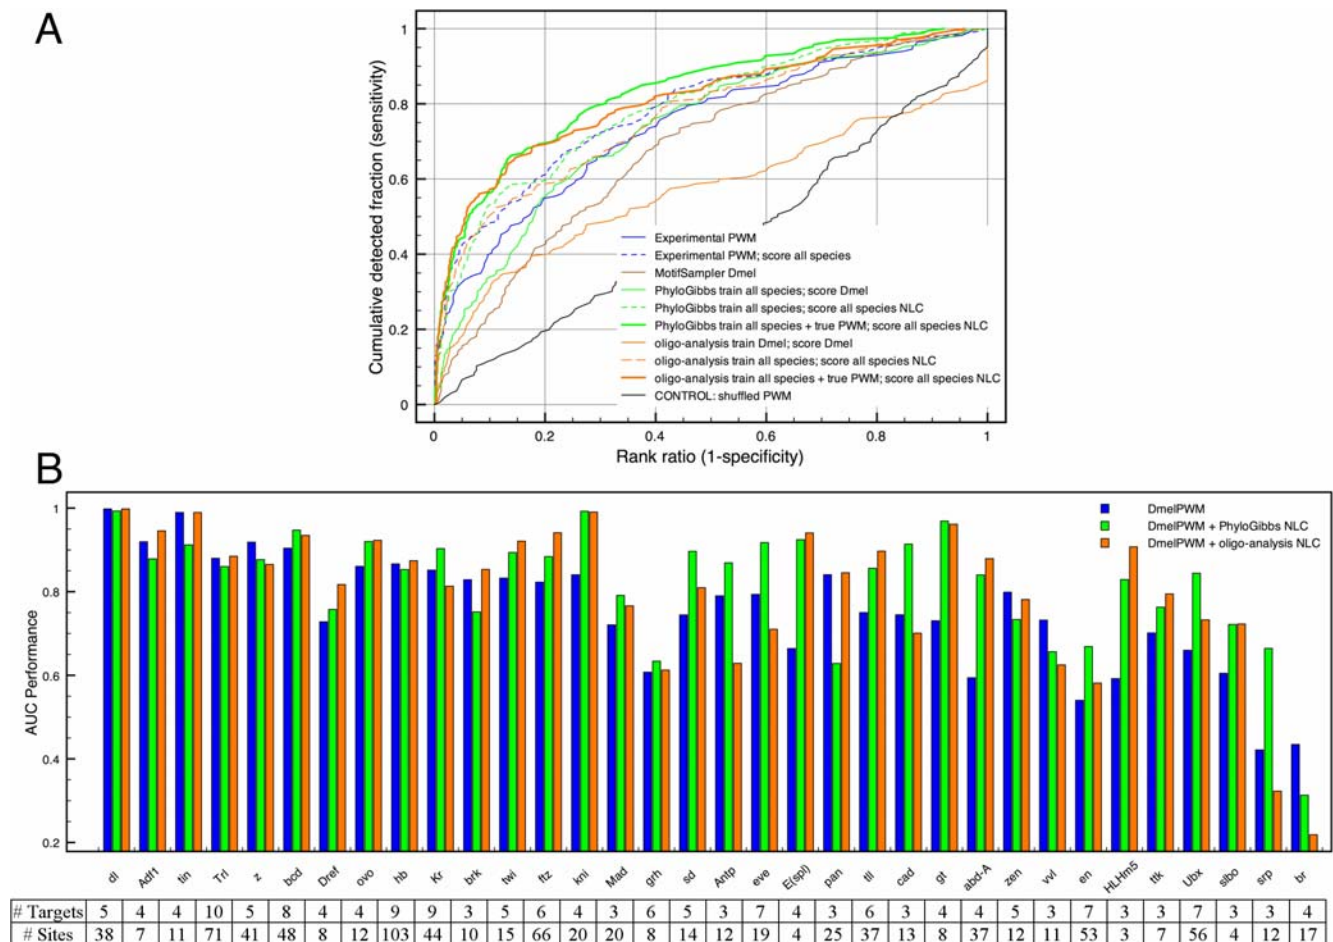 A
Cumulative detected fraction (sensitivity)
1
0.8
0.6
0.4
0.2
0
Experimental PWM
Experimental PWM; score all species
MotifSampler Dmel
PhyloGibbs train all species; score Dmel
PhyloGibbs train all species; score all species NLC
PhyloGibbs train all species + true PWM; score all species NLC
oligo-analysis train Dmel; score Dmel
oligo-analysis train all species; score all species NLC
oligo-analysis train all species + true PWM; score all species NLC
CONTROL: shuffled PWM
0 0.2 0.4 0.6 0.8 1
Rank ratio (1-specificity)
B
AUC Performance
1
0.8
0.6
0.4
0.2
DmelPWM
DmelPWM + PhyloGibbs NLC
DmelPWM + oligo-analysis NLC
dl Adf1 tin Trl z bcd Dref ovo hb Kr brk twi ftz kni Mad grh sd Antp eve E(spl) pan tll cad gt abd-A zen vvl en HLHm5 ttk Ubx slbo srp br
# Targets 5 4 4 10 5 8 4 4 9 9 3 5 6 4 3 6 5 3 7 4 3 6 3 4 4 5 3 7 3 3 7 3 3 4
# Sites 38 7 11 71 41 48 8 12 103 44 10 15 66 20 20 8 14 12 19 4 25 37 13 8 37 12 11 53 3 7 56 4 12 17